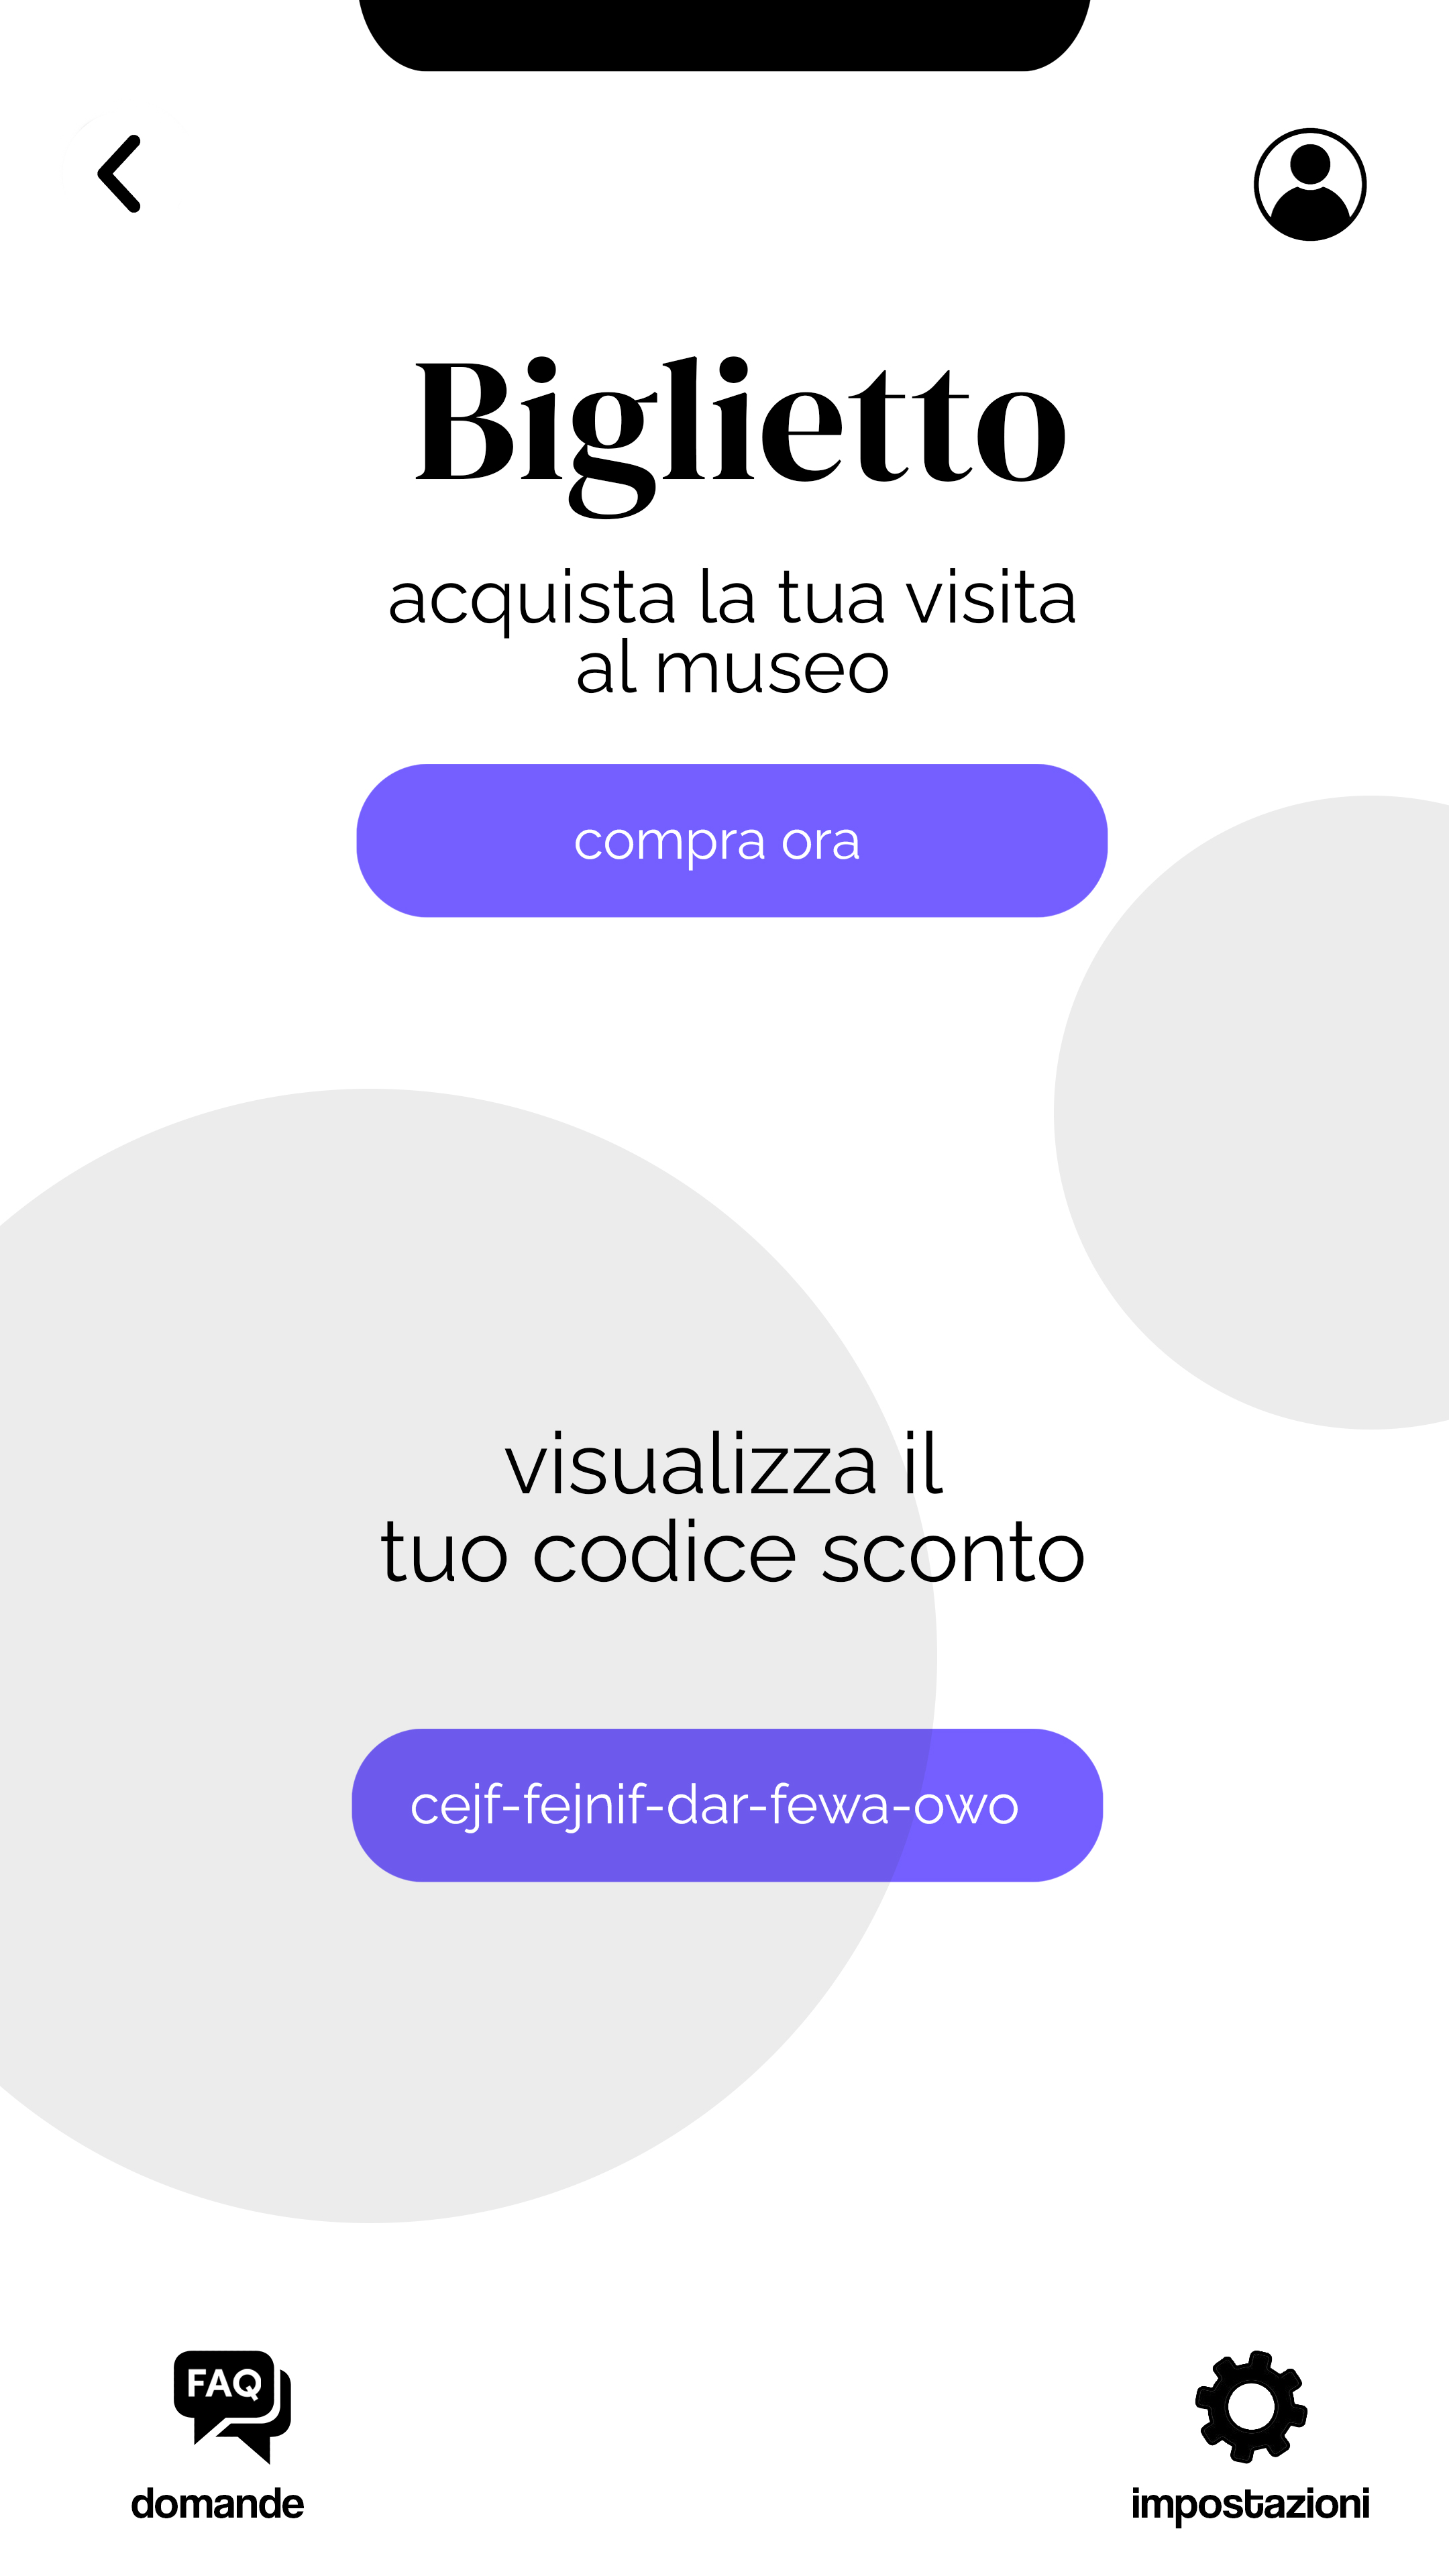 Biglietto
acquista la tua visita
al museo
compra ora
visualizza il
tuo codice sconto
cejf-fejnif-dar-fewa-owo
FAQ
domande
impostazioni